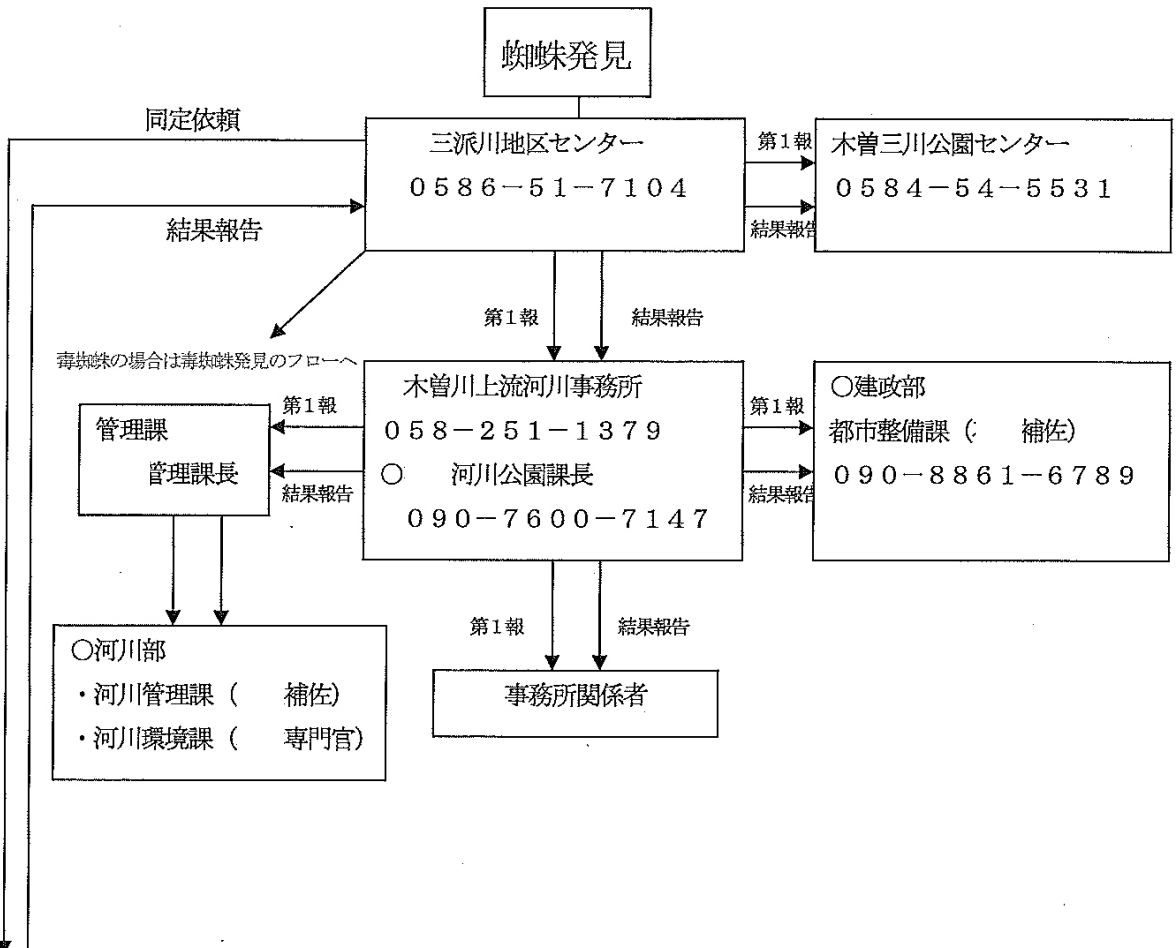 蜘蛛発見
同定依頼
三派川地区センター
０５８６－５１－７１０４
第１報
結果報告
木曽三川公園センター
０５８４－５４－５５３１
結果報告
第１報
結果報告
毒蜘蛛の場合は毒蜘蛛発見のフローへ
木曽川上流河川事務所
０５８－２５１－１３７９
○　　河川公園課長
０９０－７６００－７１４７
第１報
結果報告
管理課
管理課長
第１報
結果報告
○建政部
都市整備課（　　補佐）
０９０－８８６１－６７８９
○河川部
・河川管理課（　　補佐）
・河川環境課（　　専門官）
第１報
結果報告
事務所関係者